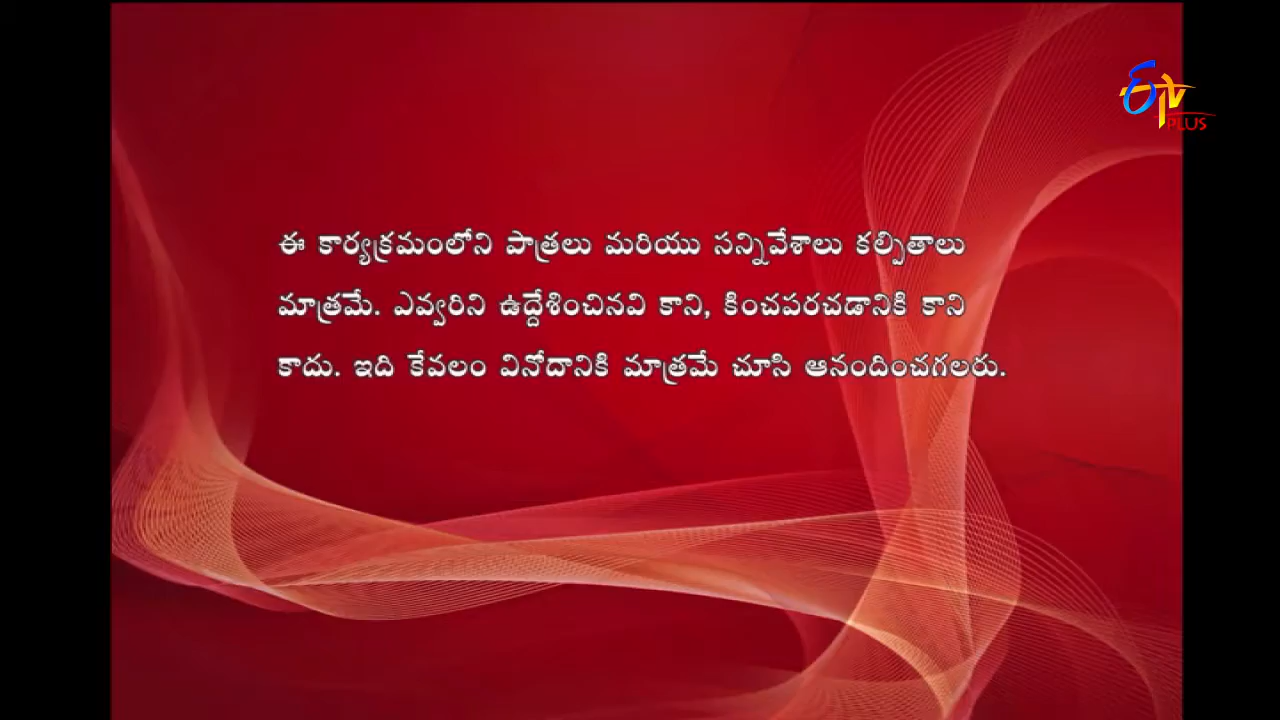 ETV
PLUS
ఈ కార్యక్రమంలోని పాత్రలు మరియు సన్నివేశాలు కల్పితాలు
మాత్రమే. ఎవ్వరిని ఉద్దేశించినవి కాని, కించపరచడానికి కాని
కాదు. ఇది కేవలం వినోదానికి మాత్రమే చూసి ఆనందించగలరు.